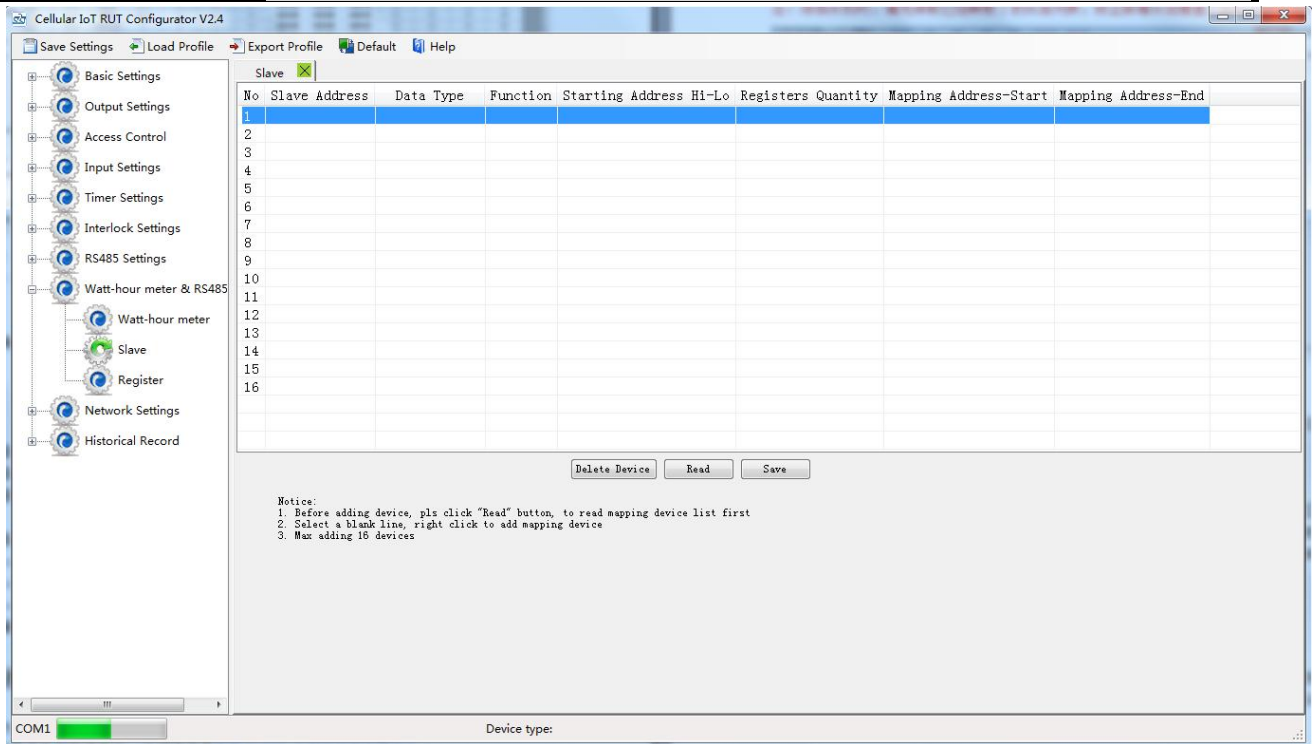 Cellular IoT RUT Configurator V2.4
Save Settings Load Profile Export Profile Default Help
Basic Settings
Output Settings
Access Control
Input Settings
Timer Settings
Interlock Settings
RS485 Settings
Watt-hour meter & RS485
Watt-hour meter
Slave
Register
Network Settings
Historical Record
Slave
No Slave Address Data Type Function Starting Address Hi-Lo Registers Quantity Mapping Address-Start Mapping Address-End
1
2
3
4
5
6
7
8
9
10
11
12
13
14
15
16
Delete Device Read Save
Notice:
1. Before adding device, pls click "Read" button, to read mapping device list first
2. Select a blank line, right click to add mapping device
3. Max adding 16 devices
COM1 Device type: